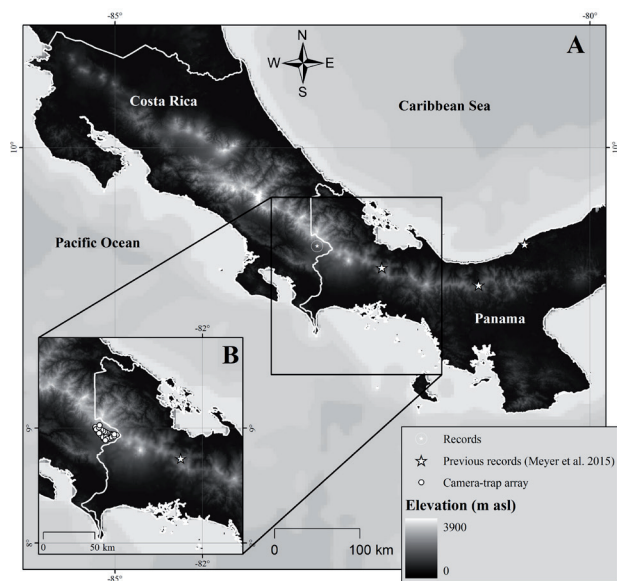 -85°
-80°
A
N
W E
S
Costa Rica
Caribbean Sea
10°
10°
Pacific Ocean
Panama
-82°
B
9°
9°
8°
8°
0 50 km
-82°
0 100 km
-85°
Records
Previous records (Meyer et al. 2015)
Camera-trap array
Elevation (m asl)
3900
0